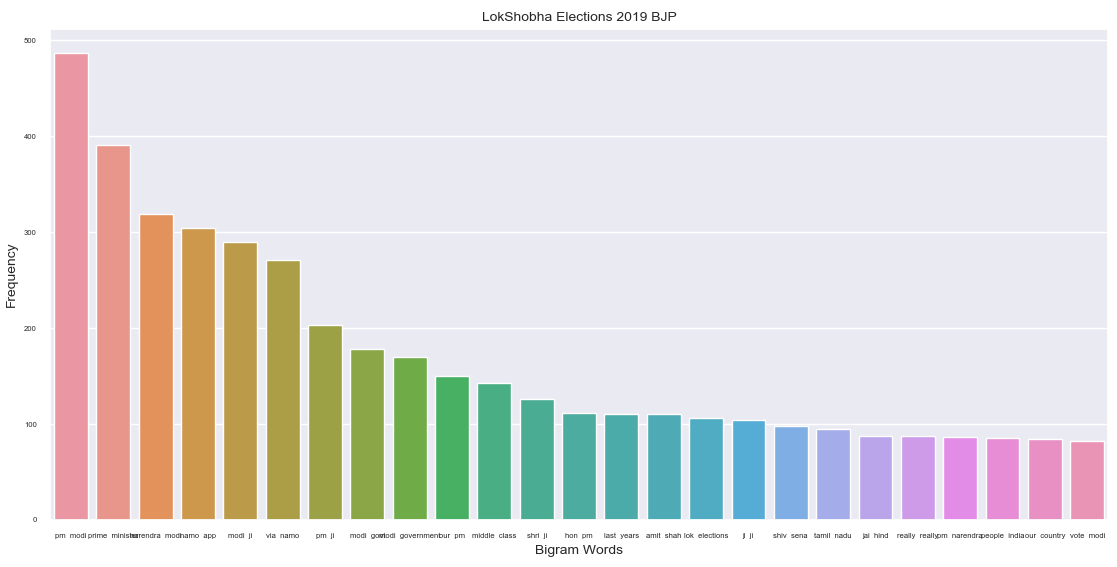 LokShobha Elections 2019 BJP
500
400
300
200
100
0
Frequency
pm modi prime minister narendra modi namo app modi ji via namo pm ji modi govt modi government pm middle class shri ji hon pm last years amit shah lok elections ji ji shiv sena tamil nadu jai hind really really pm narendra people india our country vote modi
Bigram Words